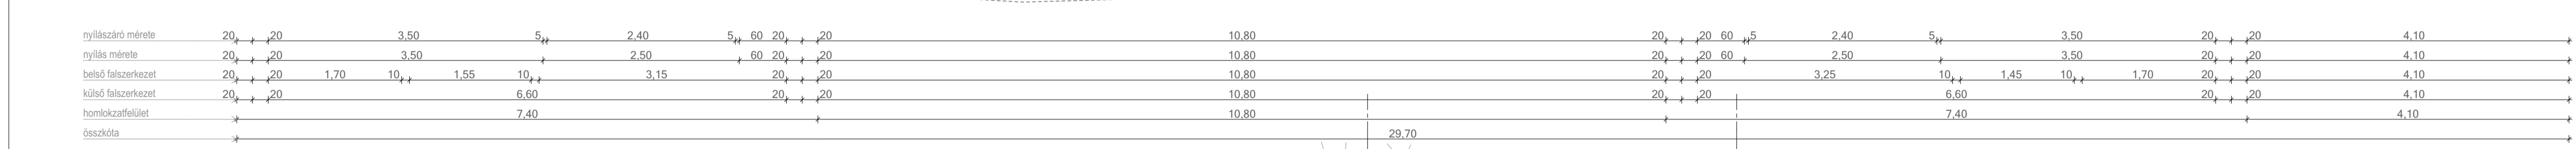 nyílászáró mérete 20 20 3,50 5 2,40 5 60 20 20 10,80 20 20 60 5 2,40 5 3,50 20 20 4,10
nyílás mérete 20 20 3,50 2,50 60 20 20 10,80 20 20 60 2,50 3,50 20 20 4,10
belső falszerkezet 20 20 1,70 10 1,55 10 3,15 20 20 10,80 20 20 3,25 10 1,45 10 1,70 20 20 4,10
külső falszerkezet 20 20 6,60 20 20 10,80 20 20 6,60 20 20 4,10
homlokzatfelület 7,40 10,80 7,40 4,10
összkóta 29,70